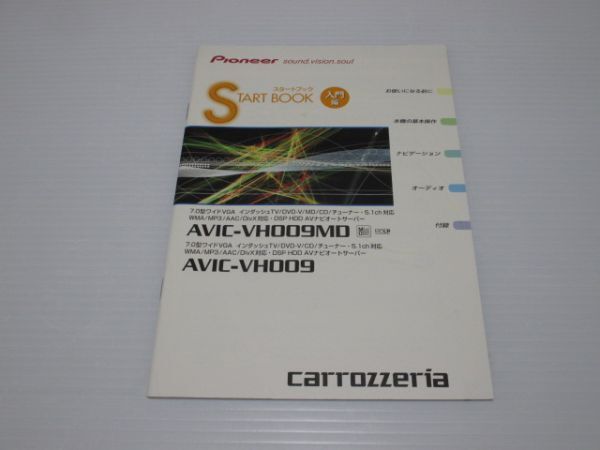 Pioneer sound.vision.soul
スタートブック
START BOOK
入門編
お使いになる前に
本機の基本操作
ナビゲーション
オーディオ
付録
7.0型ワイドVGA インダッシュTV/DVD-V/MD/CD/チューナー・5.1ch対応
WMA/MP3/AAC/DivX対応・DSP HDD AVナビオートサーバー
AVIC-VH009MD
7.0型ワイドVGA インダッシュTV/DVD-V/CD/チューナー・5.1ch対応
WMA/MP3/AAC/DivX対応・DSP HDD AVナビオートサーバー
AVIC-VH009
carrozzeria